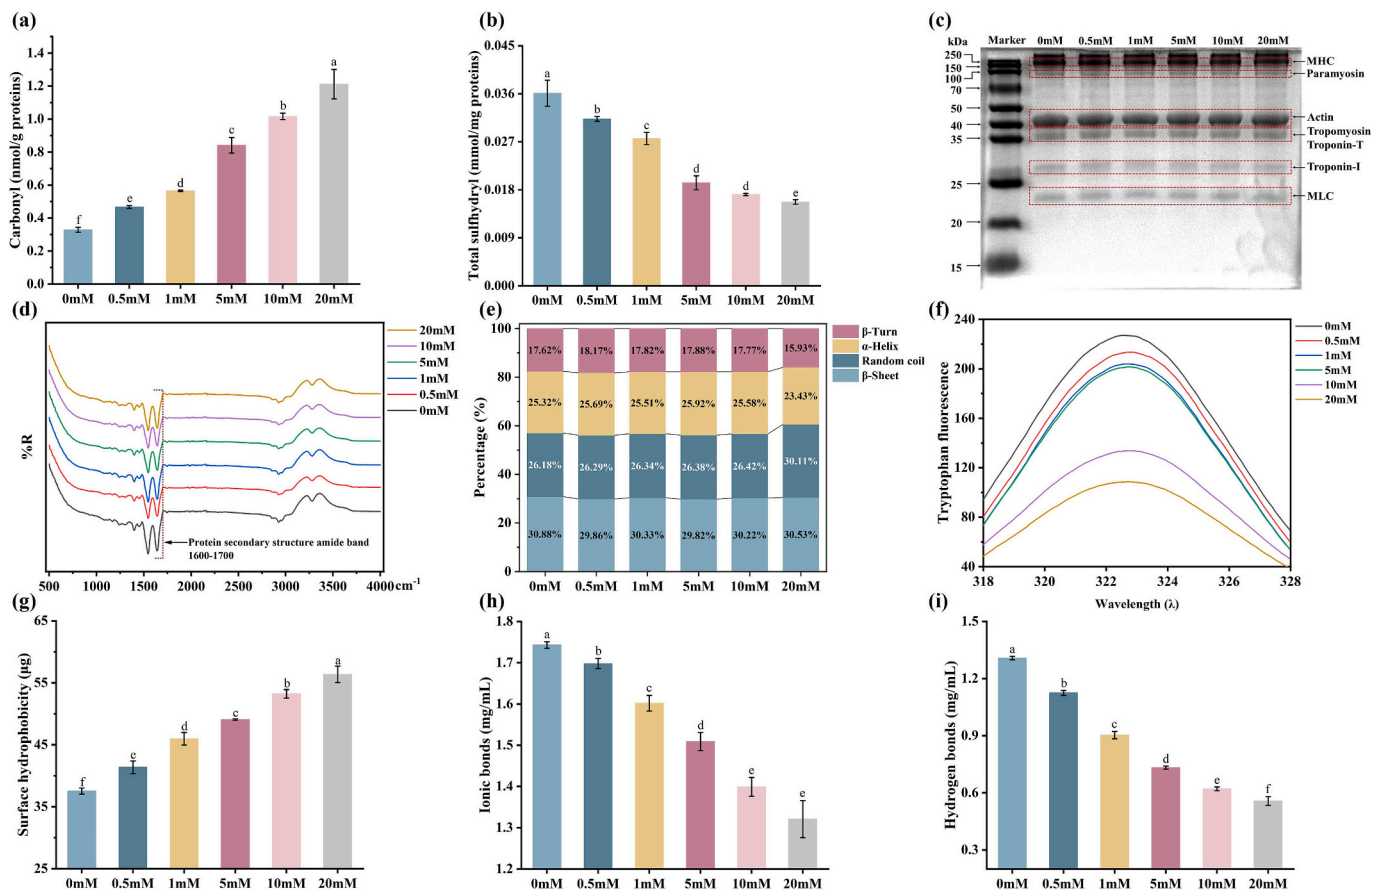 (a)
Carbonyl (nmol/g proteins)
1.4
1.2
1.0
0.8
0.6
0.4
0.2
0.0
f
e
d
c
b
a
0mM 0.5mM 1mM 5mM 10mM 20mM
(b)
Total sulfhydryl (nmol/mg proteins)
0.045
0.036
0.027
0.018
0.009
0.000
a
b
c
d
d
e
0mM 0.5mM 1mM 5mM 10mM 20mM
(c)
kDa Marker 0mM 0.5mM 1mM 5mM 10mM 20mM
250
150
100
70
50
40
35
25
20
15
MHC
Paramyosin
Actin
Tropomyosin
Troponin-T
Troponin-I
MLC
(d)
%R
20mM
10mM
5mM
1mM
0.5mM
0mM
Protein secondary structure amide band
1600-1700
500 1000 1500 2000 2500 3000 3500 4000 cm-1
(e)
Percentage (%)
100
80
60
40
20
0
17.62% 18.17% 17.82% 17.88% 17.77% 15.93%
25.32% 25.69% 25.51% 25.92% 25.58% 23.43%
26.18% 26.29% 26.34% 26.38% 26.42% 30.11%
30.88% 29.86% 30.33% 29.82% 30.22% 30.53%
0mM 0.5mM 1mM 5mM 10mM 20mM
β-Turn
α-Helix
Random coil
β-Sheet
(f)
Tryptophan fluorescence
240
200
160
120
80
40
0mM
0.5mM
1mM
5mM
10mM
20mM
318 320 322 324 326 328
Wavelength (λ)
(g)
Surface hydrophobicity (μg)
65
55
45
35
25
f
e
d
c
b
a
0mM 0.5mM 1mM 5mM 10mM 20mM
(h)
Ionic bonds (mg/mL)
1.8
1.7
1.6
1.5
1.4
1.3
1.2
a
b
c
d
e
e
0mM 0.5mM 1mM 5mM 10mM 20mM
(i)
Hydrogen bonds (mg/mL)
1.5
1.2
0.9
0.6
0.3
a
b
c
d
e
f
0mM 0.5mM 1mM 5mM 10mM 20mM